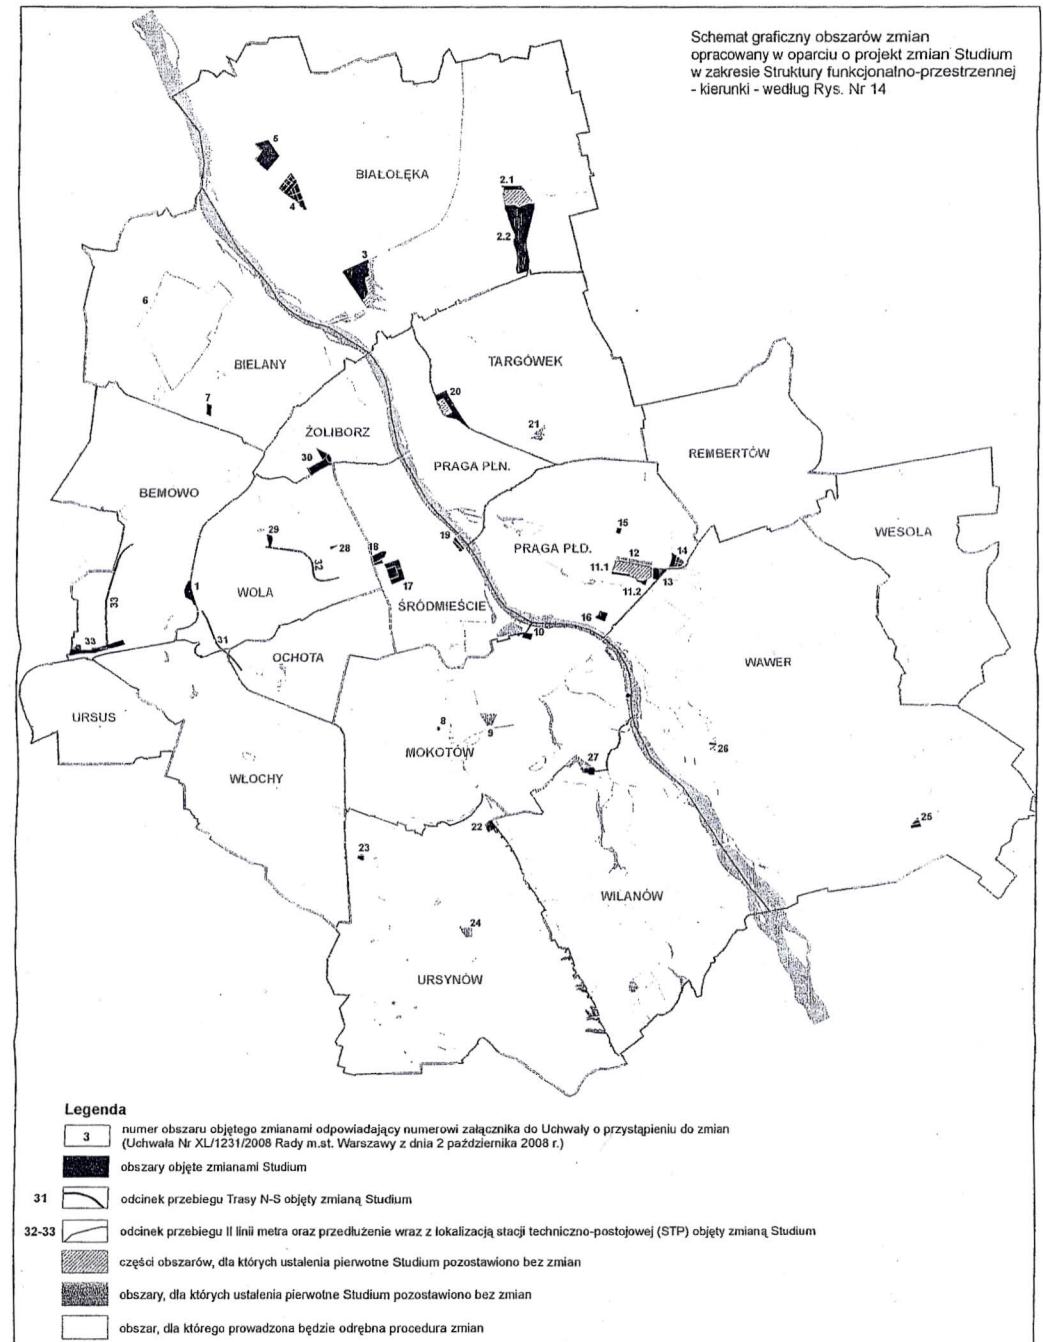 Schemat graficzny obszarów zmian
opracowany w oparciu o projekt zmian Studium
w zakresie Struktury funkcjonalno-przestrzennej
- kierunki - według Rys. Nr 14
5
BIAŁOŁĘKA
4
2.1
2.2
3
6
BIELANY
TARGÓWEK
7
20
21
ŻOLIBORZ
30
PRAGA PŁN.
REMBERTÓW
BEMOWO
WESOŁA
29
28
32
18
17
19
15
PRAGA PŁD.
12
14
11.1
13
11.2
1
WOLA
33
ŚRÓDMIEŚCIE
16
10
31
33
OCHOTA
WAWER
URSUS
8
9
MOKOTÓW
26
27
WŁOCHY
22
25
23
WILANÓW
24
URSYNÓW
Legenda
3 numer obszaru objętego zmianami odpowiadający numerowi załącznika do Uchwały o przystąpieniu do zmian
(Uchwała Nr XL/1231/2008 Rady m.st. Warszawy z dnia 2 października 2008 r.)
obszary objęte zmianami Studium
31 odcinek przebiegu Trasy N-S objęty zmianą Studium
32-33 odcinek przebiegu II linii metra oraz przedłużenie wraz z lokalizacją stacji techniczno-postojowej (STP) objęty zmianą Studium
części obszarów, dla których ustalenia pierwotne Studium pozostawiono bez zmian
obszary, dla których ustalenia pierwotne Studium pozostawiono bez zmian
obszar, dla którego prowadzona będzie odrębna procedura zmian